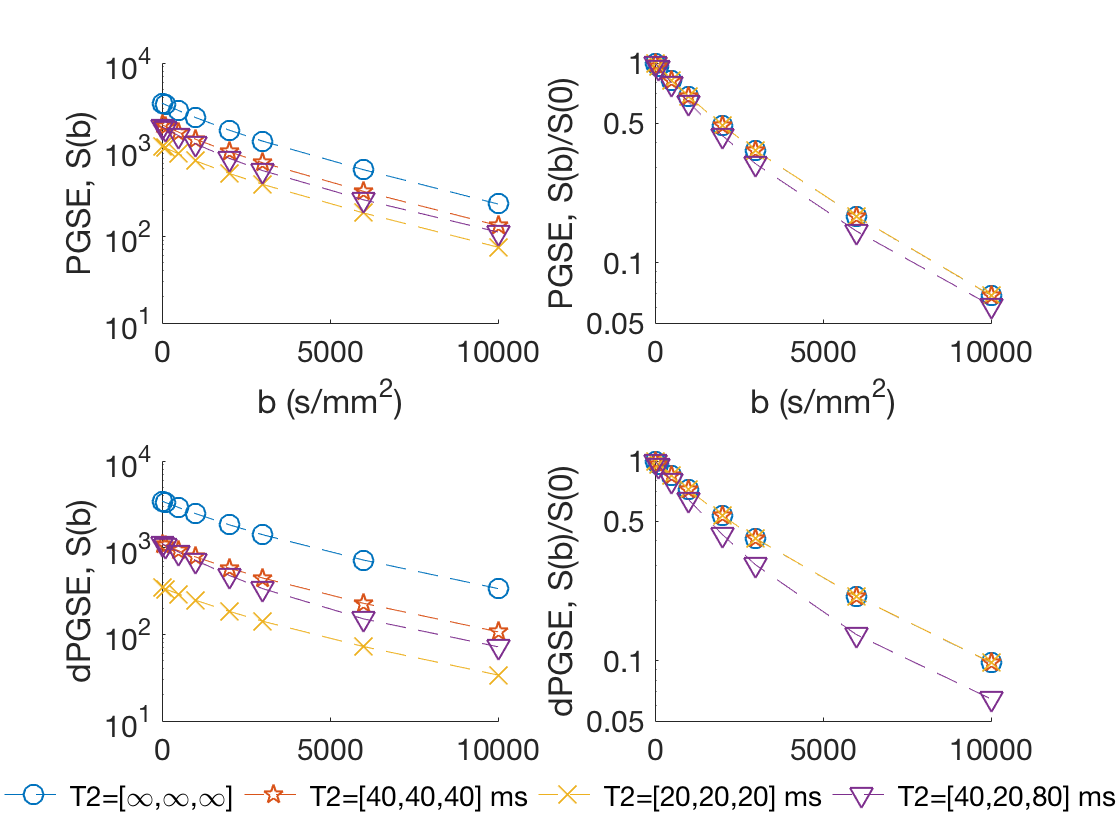 PGSE, S(b)
10^4
10^3
10^2
10^1
0 5000 10000
b (s/mm^2)
PGSE, S(b)/S(0)
1
0.5
0.1
0.05
0 5000 10000
b (s/mm^2)
dPGSE, S(b)
10^4
10^3
10^2
10^1
0 5000 10000
dPGSE, S(b)/S(0)
1
0.5
0.1
0.05
0 5000 10000
T2=[∞,∞,∞] T2=[40,40,40] ms T2=[20,20,20] ms T2=[40,20,80] ms